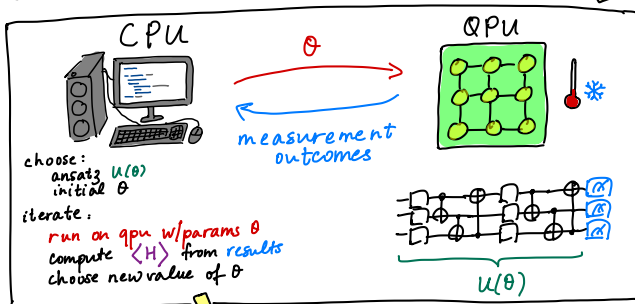 CPU
QPU
θ
measurement
outcomes
choose:
ansatz U(θ)
initial θ
iterate:
run on qpu w/params θ
compute ⟨H⟩ from results
choose new value of θ
U(θ)